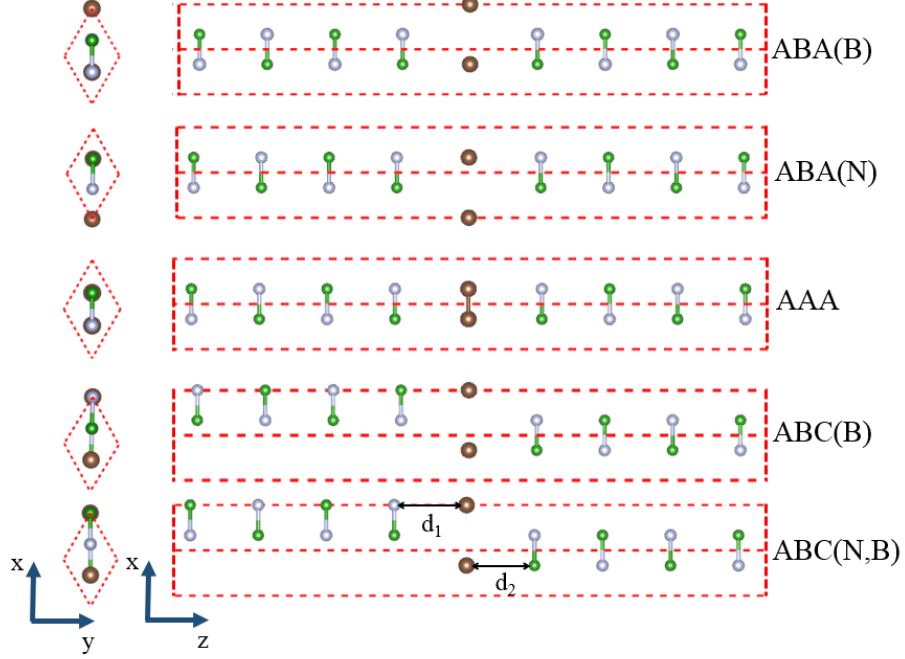 ABA(B)
ABA(N)
AAA
ABC(B)
d₁
ABC(N,B)
d₂
x
x
y
z